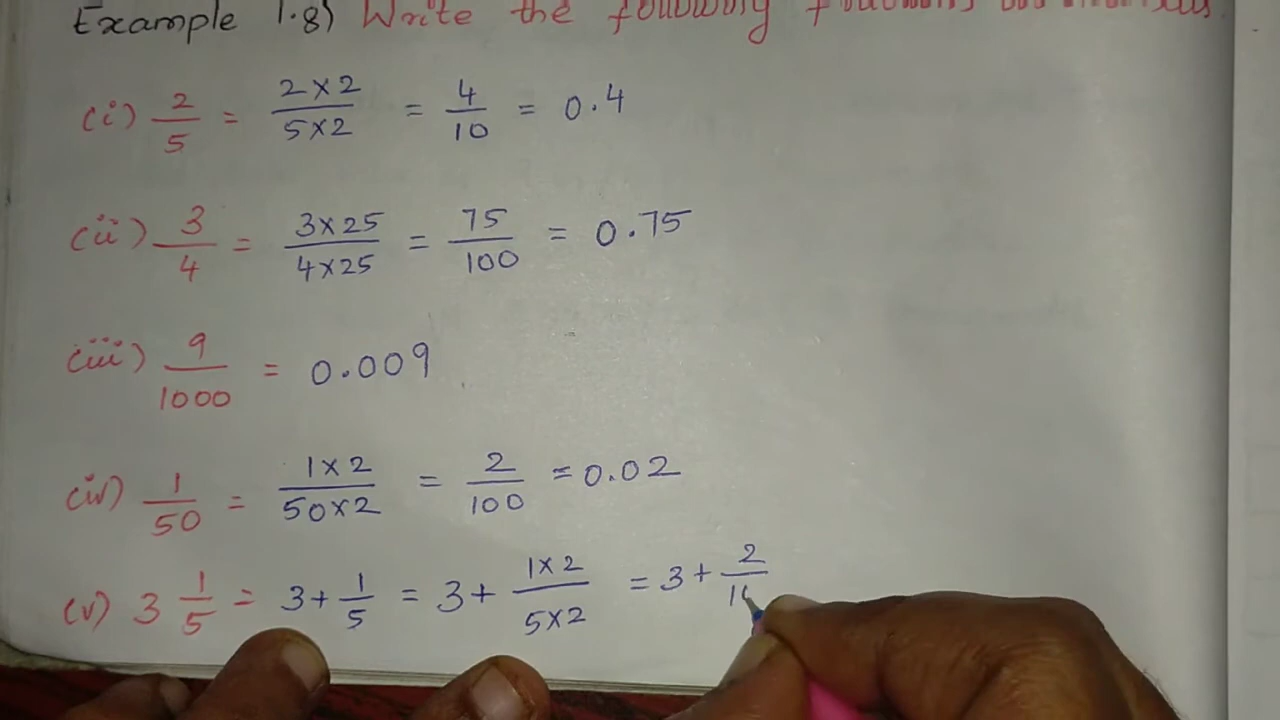 Example 1.8) Write the following
(i) 2/5 = 2×2/5×2 = 4/10 = 0.4
(ii) 3/4 = 3×25/4×25 = 75/100 = 0.75
(iii) 9/1000 = 0.009
(iv) 1/50 = 1×2/50×2 = 2/100 = 0.02
(v) 3 1/5 = 3+1/5 = 3+1×2/5×2 = 3+2/1